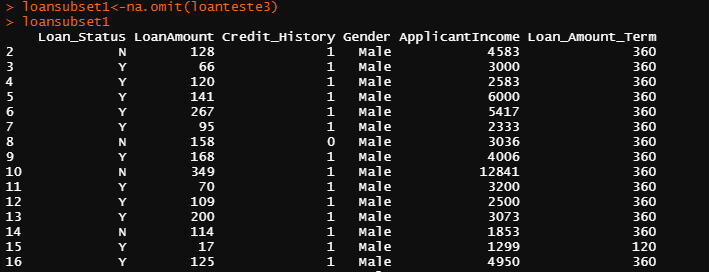 > loansubset1<-na.omit(loanteste3)
> loansubset1
Loan_Status LoanAmount Credit_History Gender ApplicantIncome Loan_Amount_Term
2 N 128 1 Male 4583 360
3 Y 66 1 Male 3000 360
4 Y 120 1 Male 2583 360
5 Y 141 1 Male 6000 360
6 Y 267 1 Male 5417 360
7 Y 95 1 Male 2333 360
8 N 158 0 Male 3036 360
9 Y 168 1 Male 4006 360
10 N 349 1 Male 12841 360
11 Y 70 1 Male 3200 360
12 Y 109 1 Male 2500 360
13 Y 200 1 Male 3073 360
14 N 114 1 Male 1853 360
15 Y 17 1 Male 1299 120
16 Y 125 1 Male 4950 360